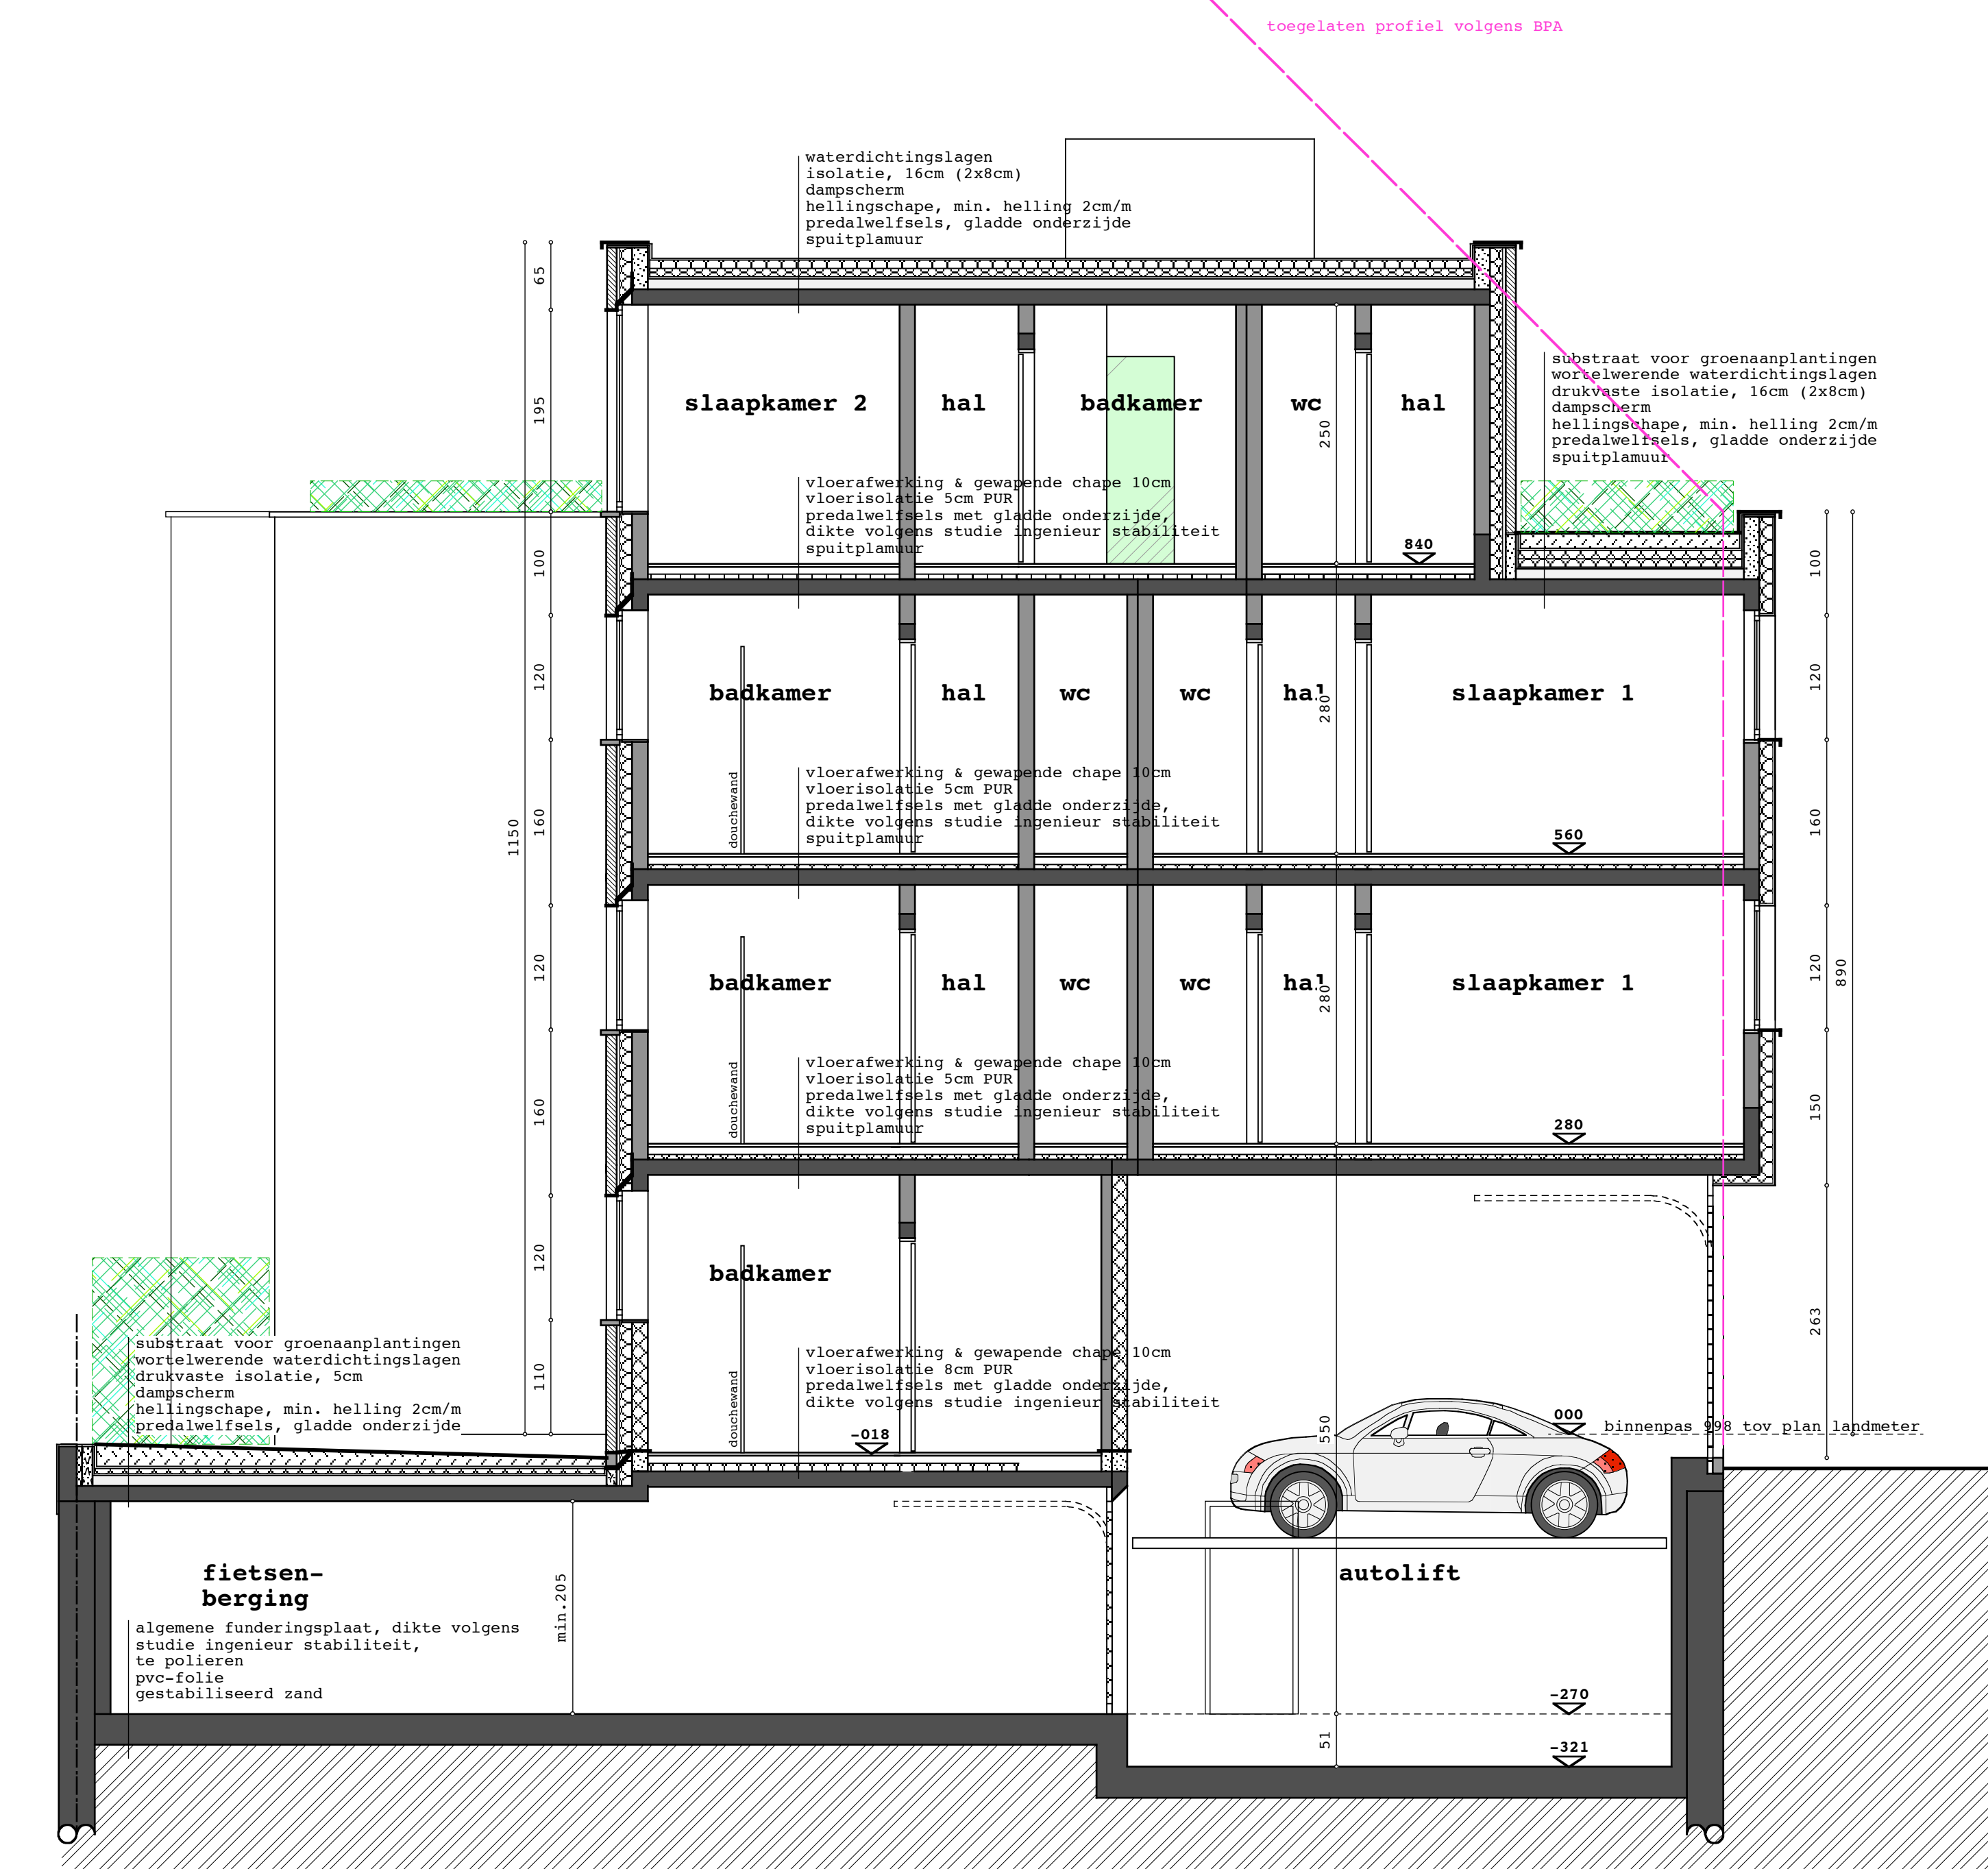 toegelaten profiel volgens BPA
waterdichtingslagen
isolatie, 16cm (2x8cm)
dampscherm
hellingschape, min. helling 2cm/m
predalwelfsels, gladde onderzijde
spuitplamuur
65
195
100
120
160
120
160
120
110
1150
slaapkamer 2
hal
badkamer
wc
hal
250
840
substraat voor groenaanplantingen
wortelwerende waterdichtingslagen
drukvaste isolatie, 16cm (2x8cm)
dampscherm
hellingschape, min. helling 2cm/m
predalwelfsels, gladde onderzijde
spuitplamuur
vloerafwerking & gewapende chape 10cm
vloerisolatie 5cm PUR
predalwelfsels met gladde onderzijde,
dikte volgens studie ingenieur stabiliteit
spuitplamuur
100
120
160
120
150
263
890
badkamer
hal
wc
wc
hal
280
slaapkamer 1
douchewand
vloerafwerking & gewapende chape 10cm
vloerisolatie 5cm PUR
predalwelfsels met gladde onderzijde,
dikte volgens studie ingenieur stabiliteit
spuitplamuur
560
badkamer
hal
wc
wc
hal
280
slaapkamer 1
douchewand
vloerafwerking & gewapende chape 10cm
vloerisolatie 5cm PUR
predalwelfsels met gladde onderzijde,
dikte volgens studie ingenieur stabiliteit
spuitplamuur
280
badkamer
douchewand
vloerafwerking & gewapende chape 10cm
vloerisolatie 8cm PUR
predalwelfsels met gladde onderzijde,
dikte volgens studie ingenieur stabiliteit
-018
substraat voor groenaanplantingen
wortelwerende waterdichtingslagen
drukvaste isolatie, 5cm
dampscherm
hellingschape, min. helling 2cm/m
predalwelfsels, gladde onderzijde
550
000
binnenpas 998 tov plan landmeter
fietsen-
berging
min.205
autolift
algemene funderingsplaat, dikte volgens
studie ingenieur stabiliteit,
te polieren
pvc-folie
gestabiliseerd zand
-270
51
-321